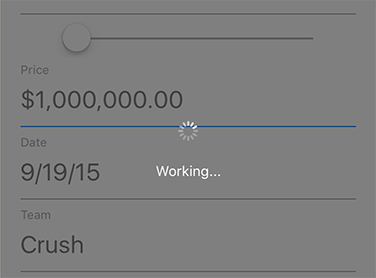 Price
$1,000,000.00
Date
9/19/15
Working...
Team
Crush